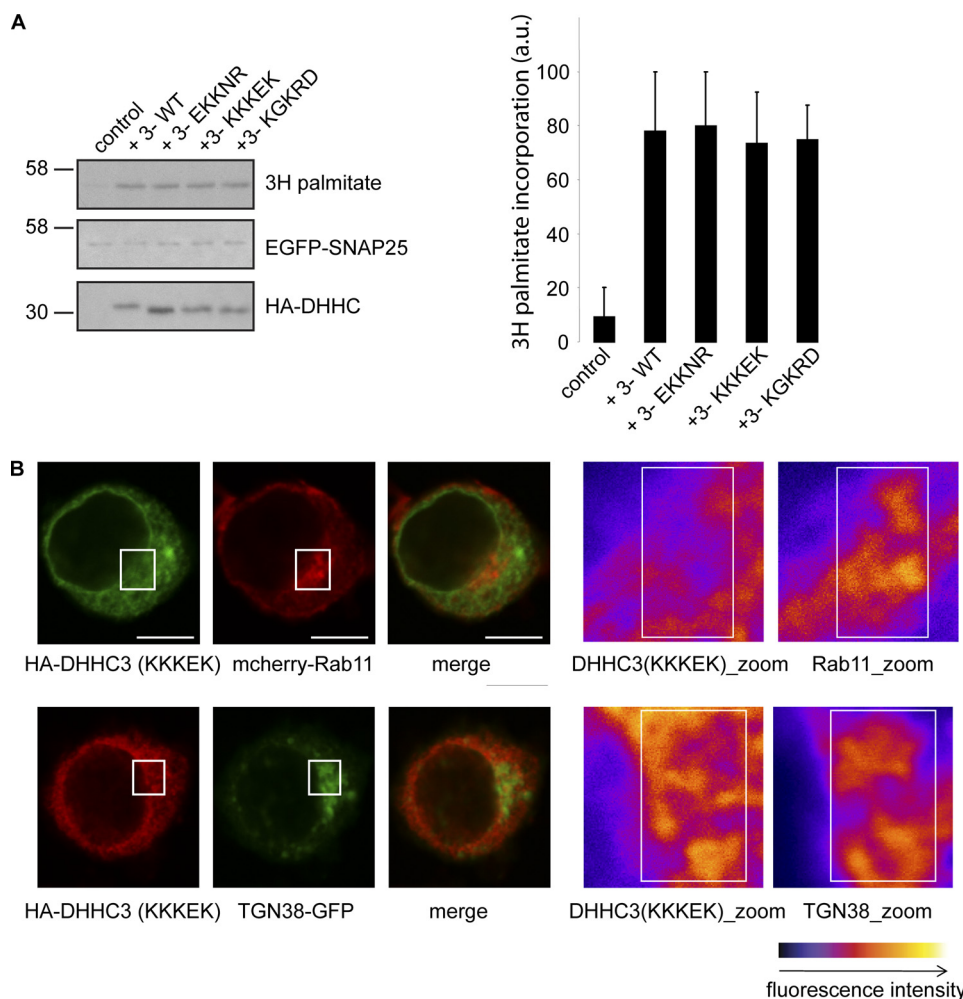 A
control
+ 3- WT
+ 3- EKKNR
+3- KKKEK
+3- KGKRD
58
3H palmitate
58
EGFP-SNAP25
30
HA-DHHC
3H palmitate incorporation (a.u.)
100
80
60
40
20
0
control
+ 3- WT
+ 3- EKKNR
+3- KKKEK
+3- KGKRD
B
HA-DHHC3 (KKKEK) mcherry-Rab11 merge DHHC3(KKKEK)_zoom Rab11_zoom
HA-DHHC3 (KKKEK) TGN38-GFP merge DHHC3(KKKEK)_zoom TGN38_zoom
fluorescence intensity